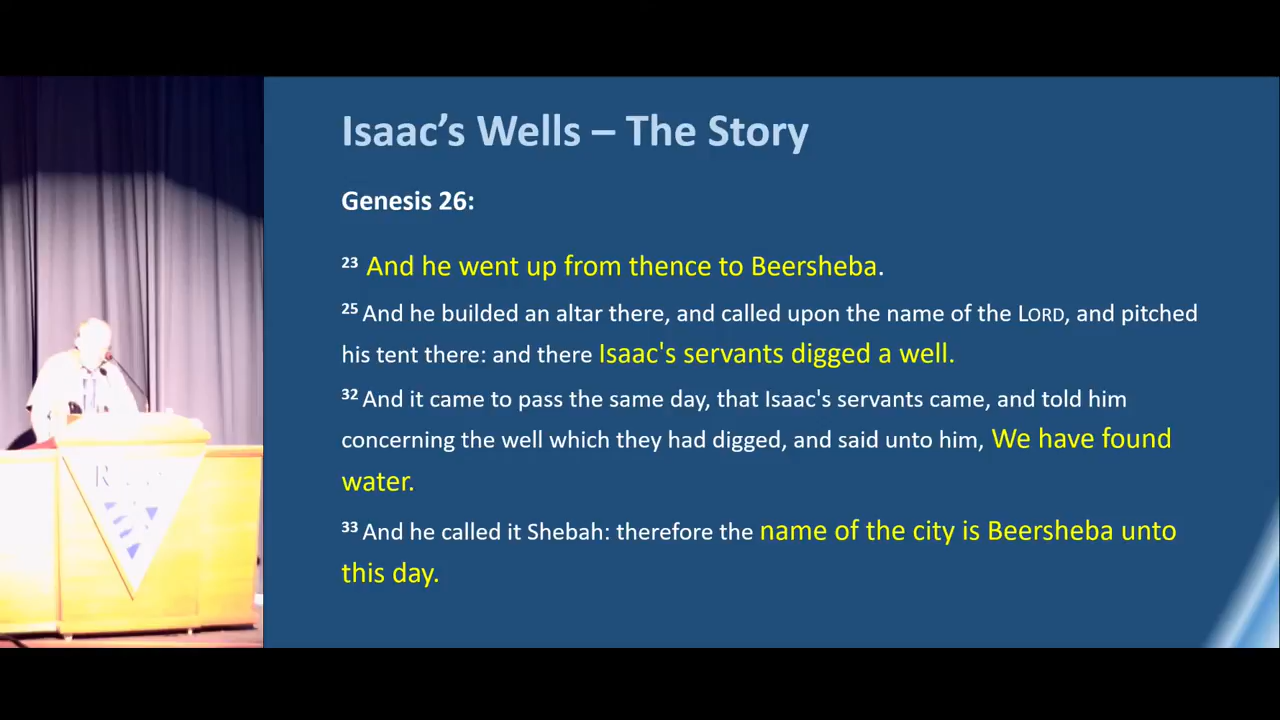 Isaac's Wells – The Story
Genesis 26:
23 And he went up from thence to Beersheba.
25 And he builded an altar there, and called upon the name of the LORD, and pitched
his tent there: and there Isaac's servants digged a well.
32 And it came to pass the same day, that Isaac's servants came, and told him
concerning the well which they had digged, and said unto him, We have found
water.
33 And he called it Shebah: therefore the name of the city is Beersheba unto
this day.